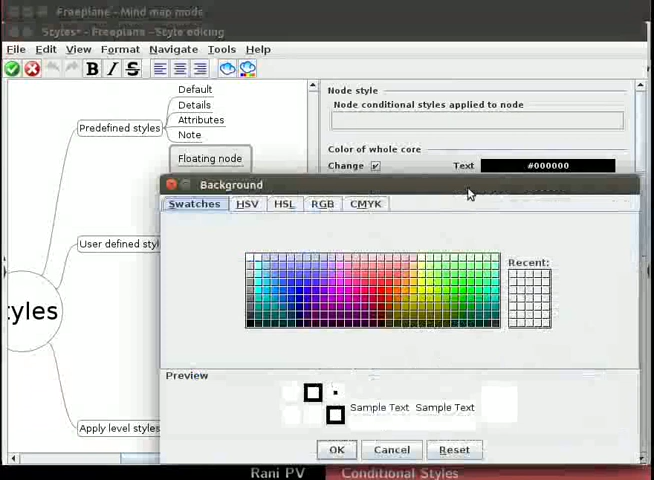 Freeplane - Mind map mode
Styles* - Freeplane -Style editing
File Edit View Format Navigate Tools Help
B I S
Default
Details
Predefined styles
Attributes
Note
Floating node
Node style
Node conditional styles applied to node
Color of whole core
Change Text #000000
Background
Swatches HSV HSL RGB CMYK
User defined styl
Recent:
tyles
Preview
Sample Text Sample Text
Apply level styles
OK Cancel Reset
Rani PV Conditional Styles